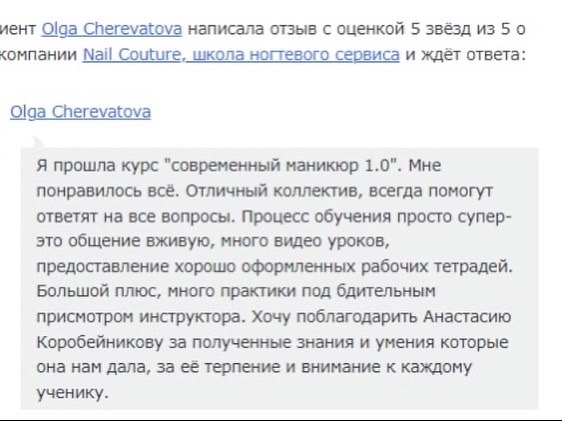 иент Olga Cherevatova написала отзыв с оценкой 5 звёзд из 5 о
компании Nail Couture, школа ногтевого сервиса и ждёт ответа:
Olga Cherevatova
Я прошла курс "современный маникюр 1.0". Мне
понравилось всё. Отличный коллектив, всегда помогут
ответят на все вопросы. Процесс обучения просто супер-
это общение вживую, много видео уроков,
предоставление хорошо оформленных рабочих тетрадей.
Большой плюс, много практики под бдительным
присмотром инструктора. Хочу поблагодарить Анастасию
Коробейникову за полученные знания и умения которые
она нам дала, за её терпение и внимание к каждому
ученику.